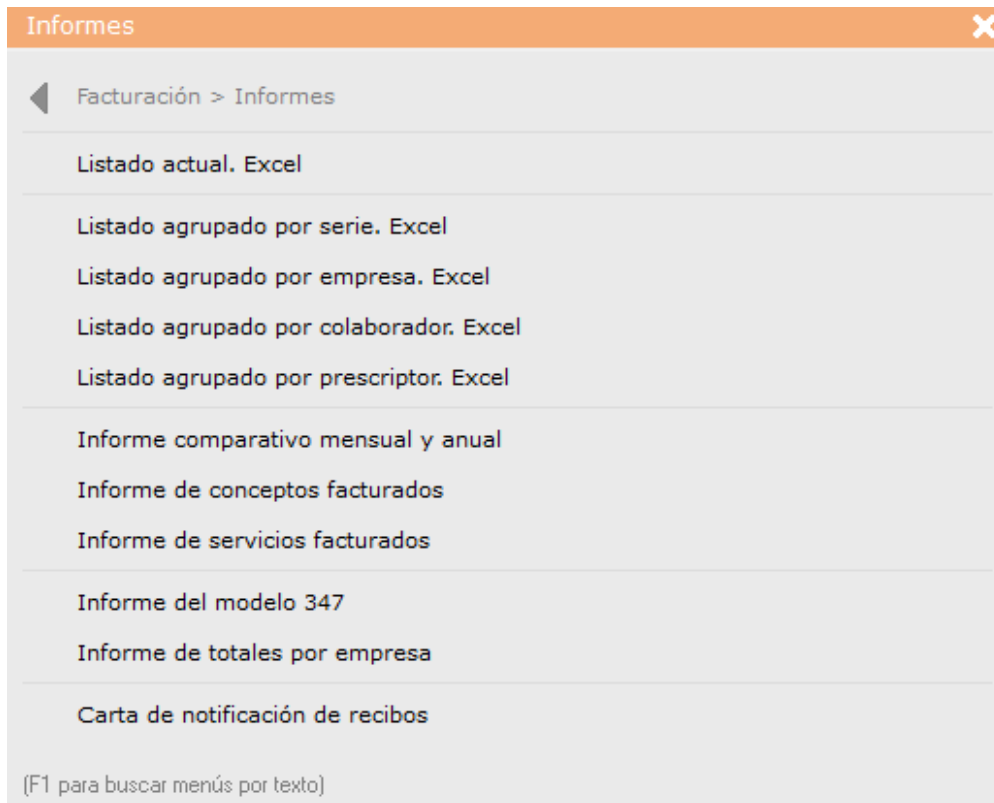 Informes
Facturación > Informes
Listado actual. Excel
Listado agrupado por serie. Excel
Listado agrupado por empresa. Excel
Listado agrupado por colaborador. Excel
Listado agrupado por prescriptor. Excel
Informe comparativo mensual y anual
Informe de conceptos facturados
Informe de servicios facturados
Informe del modelo 347
Informe de totales por empresa
Carta de notificación de recibos
(F1 para buscar menús por texto)